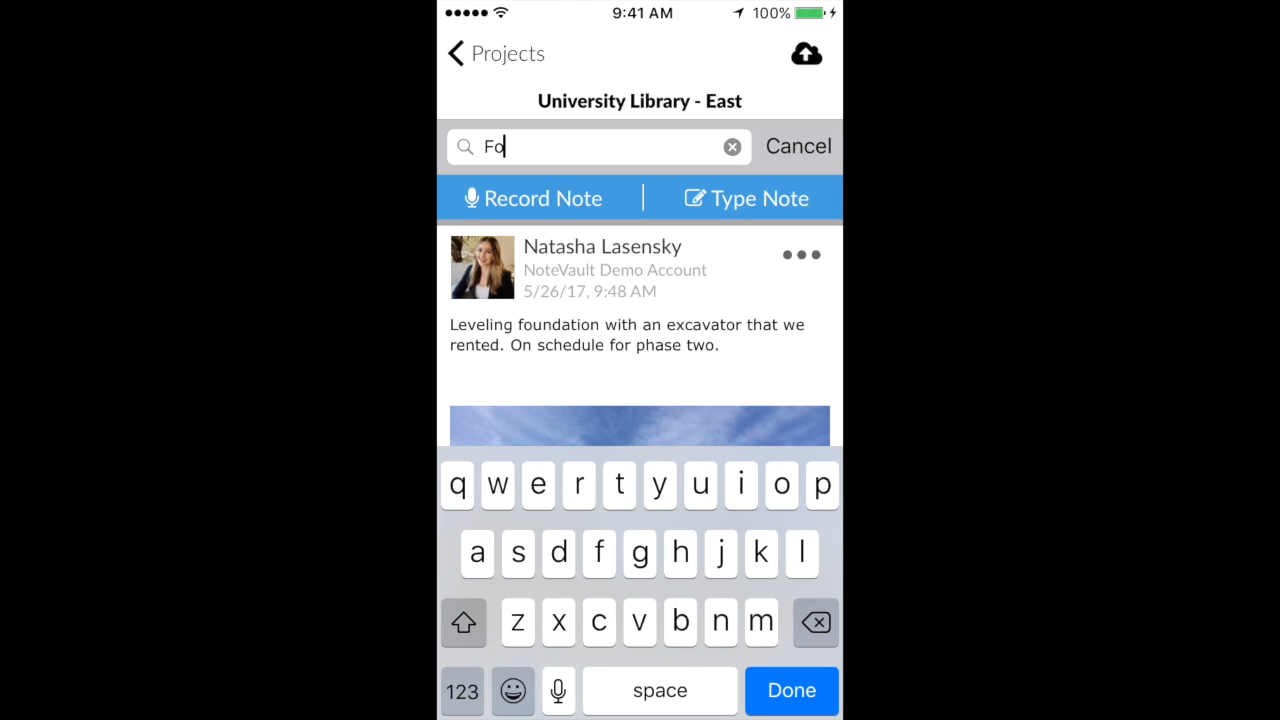 9:41 AM 100%
Projects
University Library - East
Fo Cancel
Record Note | Type Note
Natasha Lasensky
NoteVault Demo Account
5/26/17, 9:48 AM
Leveling foundation with an excavator that we
rented. On schedule for phase two.
q w e r t y u i o p
a s d f g h j k l
z x c v b n m
123 space Done